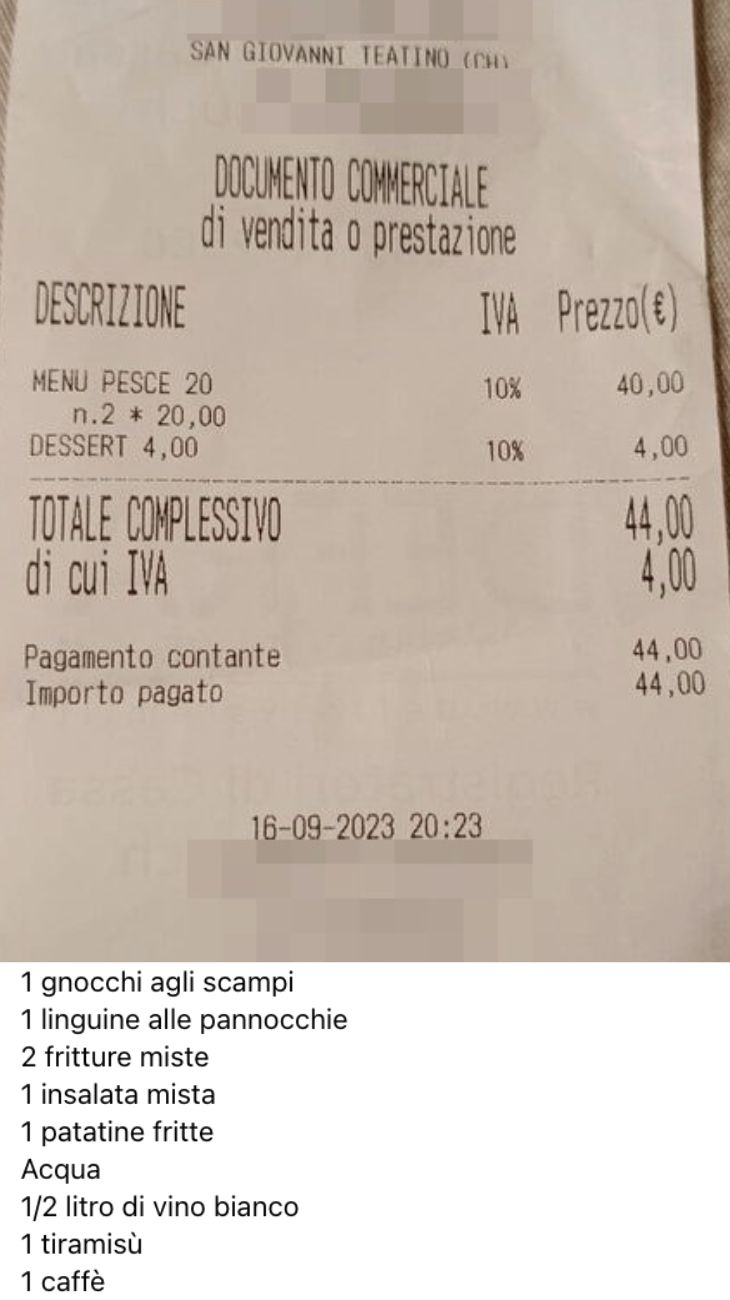 SAN GIOVANNI TEATINO (CH)
DOCUMENTO COMMERCIALE
di vendita o prestazione
DESCRIZIONE IVA Prezzo(€)
MENU PESCE 20 10% 40,00
n.2 * 20,00
DESSERT 4,00 10% 4,00
TOTALE COMPLESSIVO 44,00
di cui IVA 4,00
Pagamento contante 44,00
Importo pagato 44,00
16-09-2023 20:23
1 gnocchi agli scampi
1 linguine alle pannocchie
2 fritture miste
1 insalata mista
1 patatine fritte
Acqua
1/2 litro di vino bianco
1 tiramisù
1 caffè